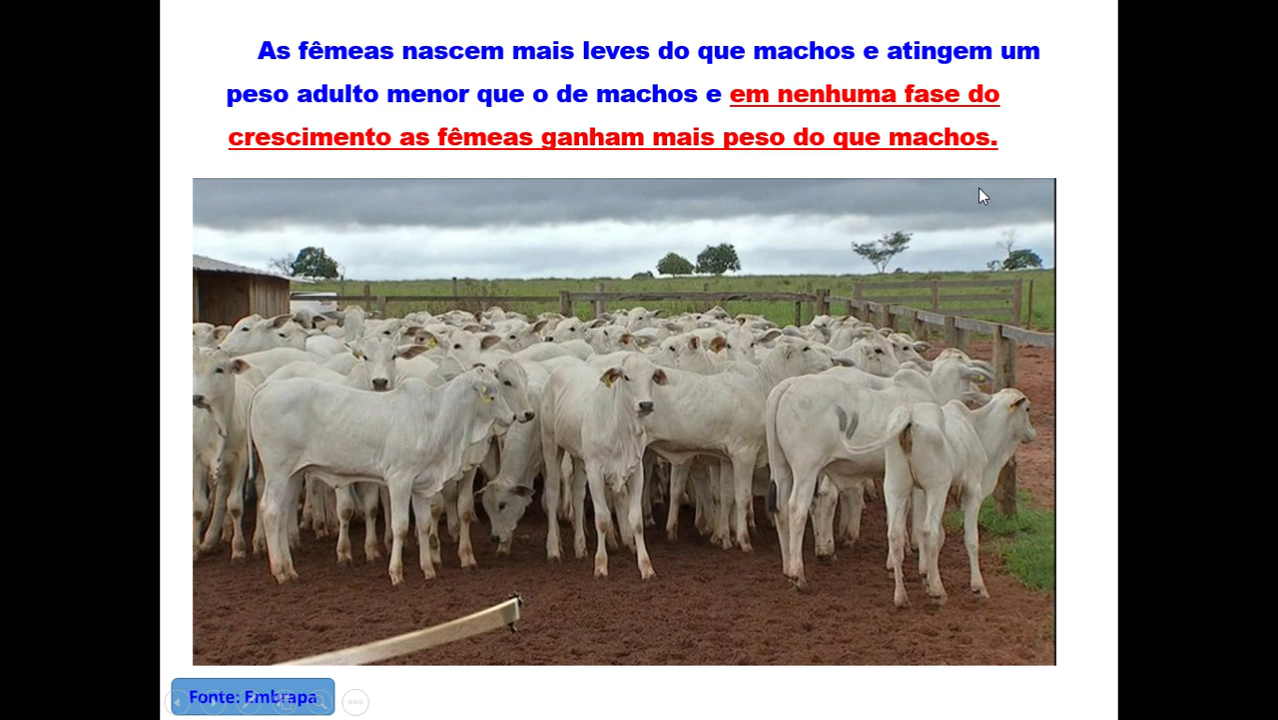 As fêmeas nascem mais leves do que machos e atingem um
peso adulto menor que o de machos e em nenhuma fase do
crescimento as fêmeas ganham mais peso do que machos.
Fonte: Embrapa